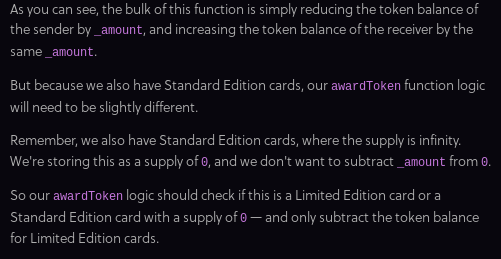 As you can see, the bulk of this function is simply reducing the token balance of
the sender by _amount, and increasing the token balance of the receiver by the
same _amount.
But because we also have Standard Edition cards, our awardToken function logic
will need to be slightly different.
Remember, we also have Standard Edition cards, where the supply is infinity.
We're storing this as a supply of 0, and we don't want to subtract _amount from 0.
So our awardToken logic should check if this is a Limited Edition card or a
Standard Edition card with a supply of 0 — and only subtract the token balance
for Limited Edition cards.